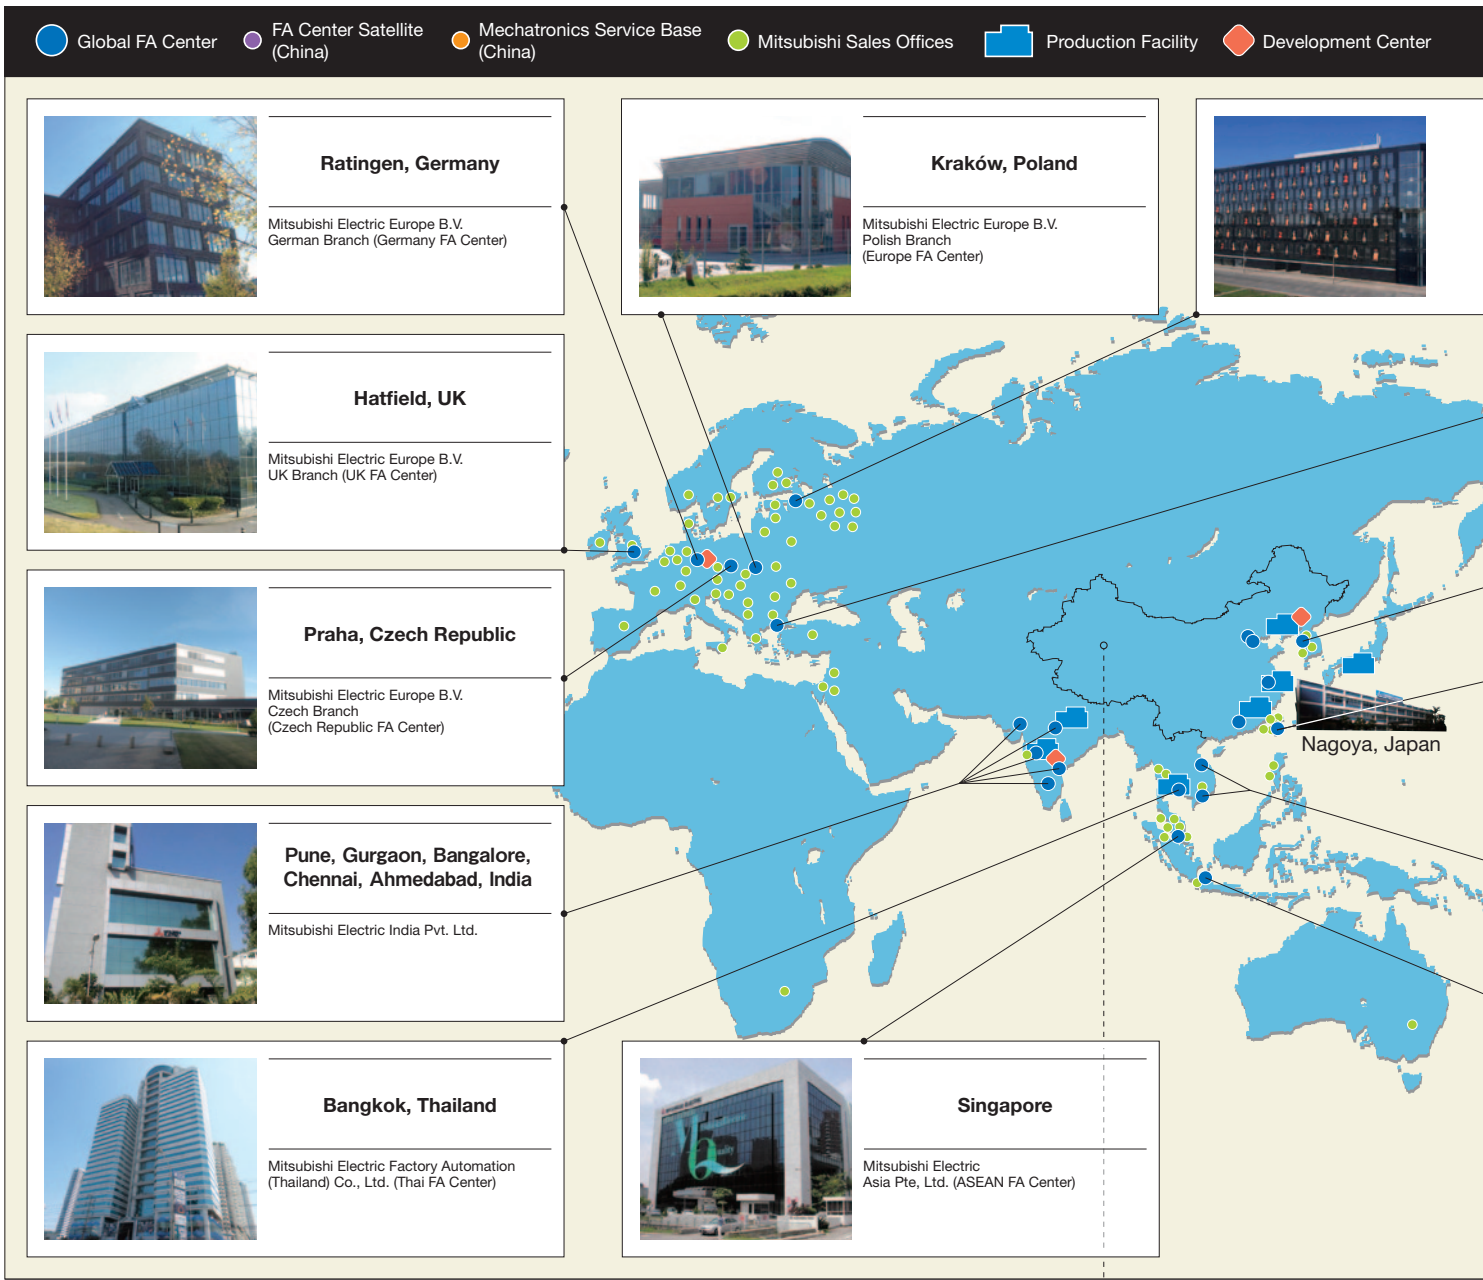 Global FA Center
FA Center Satellite
(China)
Mechatronics Service Base
(China)
Mitsubishi Sales Offices
Production Facility
Development Center
Ratingen, Germany
Mitsubishi Electric Europe B.V.
German Branch (Germany FA Center)
Kraków, Poland
Mitsubishi Electric Europe B.V.
Polish Branch
(Europe FA Center)
Hatfield, UK
Mitsubishi Electric Europe B.V.
UK Branch (UK FA Center)
Praha, Czech Republic
Mitsubishi Electric Europe B.V.
Czech Branch
(Czech Republic FA Center)
Nagoya, Japan
Pune, Gurgaon, Bangalore,
Chennai, Ahmedabad, India
Mitsubishi Electric India Pvt. Ltd.
Bangkok, Thailand
Mitsubishi Electric Factory Automation
(Thailand) Co., Ltd. (Thai FA Center)
Singapore
Mitsubishi Electric
Asia Pte, Ltd. (ASEAN FA Center)